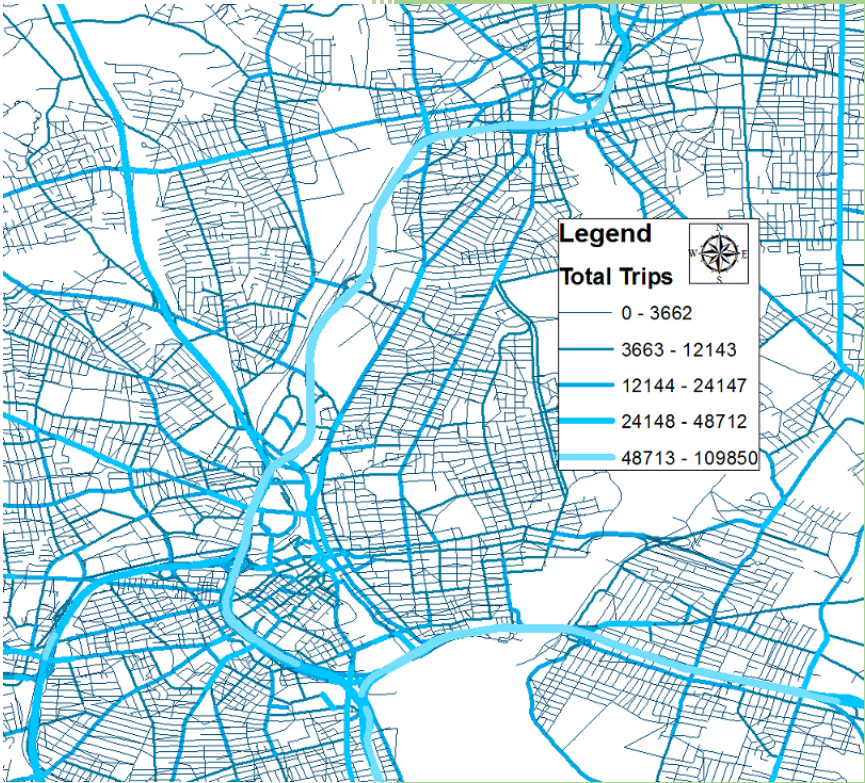 Legend
N
W E
S
Total Trips
0 - 3662
3663 - 12143
12144 - 24147
24148 - 48712
48713 - 109850